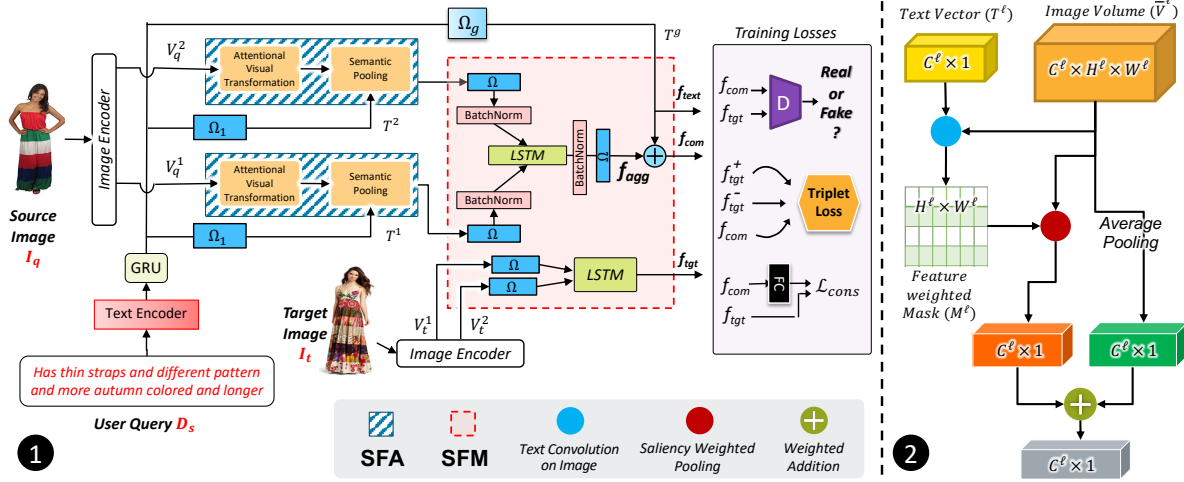 Source
Image
I_q
Image Encoder
V_q^2
V_q^1
Attentional
Visual
Transformation
Semantic
Pooling
Ω_1
T^2
Attentional
Visual
Transformation
Semantic
Pooling
Ω_1
T^1
GRU
Text Encoder
Has thin straps and different pattern
and more autumn colored and longer
User Query D_s
Ω_g
T^g
Ω
BatchNorm
LSTM
BatchNorm
Ω
BatchNorm
Ω
f_agg
f_text
f_com
Ω
Ω
LSTM
f_tgt
Target
Image
I_t
V_t^1
V_t^2
Image Encoder
Training Losses
f_com
f_tgt
D
Real
or
Fake
?
f_tgt^+
f_tgt^-
f_com
Triplet
Loss
f_com
f_tgt
FC
ℒ_cons
SFA
SFM
Text Convolution
on Image
Saliency Weighted
Pooling
Weighted
Addition
1
Text Vector (T^ℓ)
Image Volume (V̅^ℓ)
C^ℓ × 1
C^ℓ × H^ℓ × W^ℓ
H^ℓ × W^ℓ
Feature
weighted
Mask (M^ℓ)
Average
Pooling
C^ℓ × 1
C^ℓ × 1
C^ℓ × 1
2